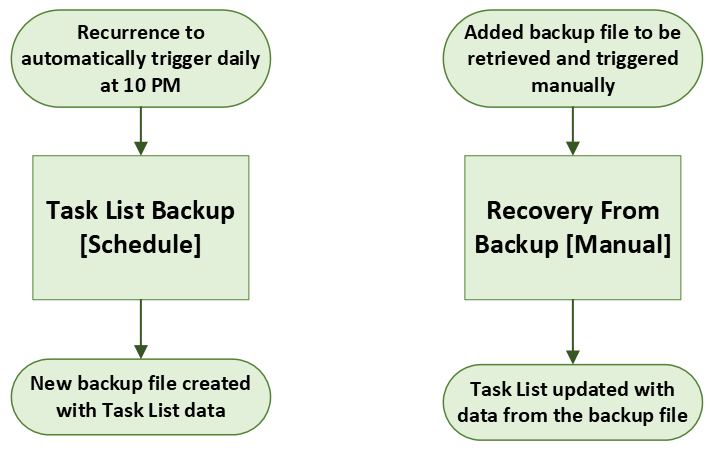 Recurrence to
automatically trigger daily
at 10 PM
Task List Backup
[Schedule]
New backup file created
with Task List data
Added backup file to be
retrieved and triggered
manually
Recovery From
Backup [Manual]
Task List updated with
data from the backup file